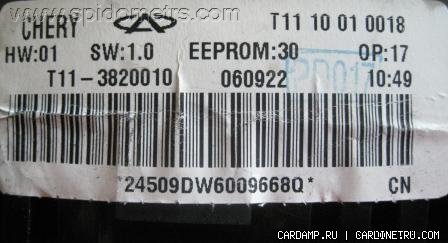 www.spidometrs.com
CHERY T11 10 01 0018
HW:01 SW:1.0 EEPROM:30 OP:17
T11-3820010 060922 10:49
PD017
*24509DW6009668Q* CN
CARDAMP.RU / CARDINETRU.COM